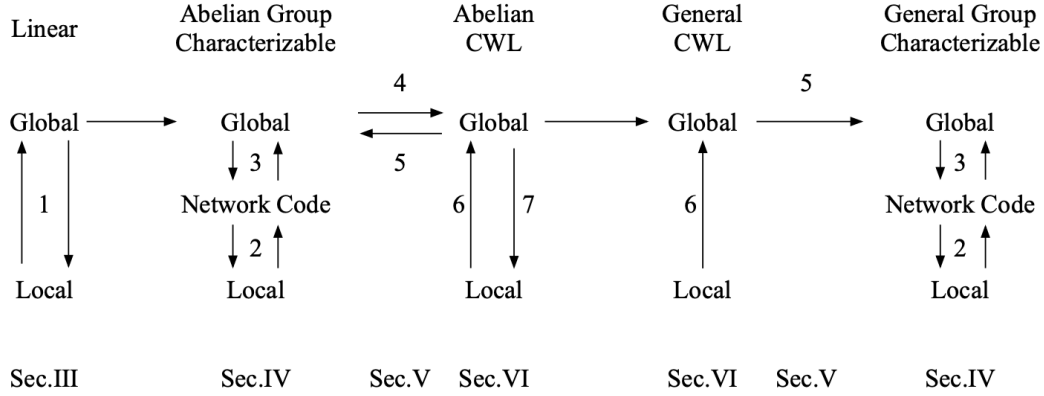 Linear
Abelian Group
Characterizable
Abelian
CWL
General
CWL
General Group
Characterizable
4
5
Global
Global
Global
Global
Global
5
1
3
6
7
6
3
Network Code
Network Code
2
2
Local
Local
Local
Local
Local
Sec.III
Sec.IV
Sec.V
Sec.VI
Sec.VI
Sec.V
Sec.IV